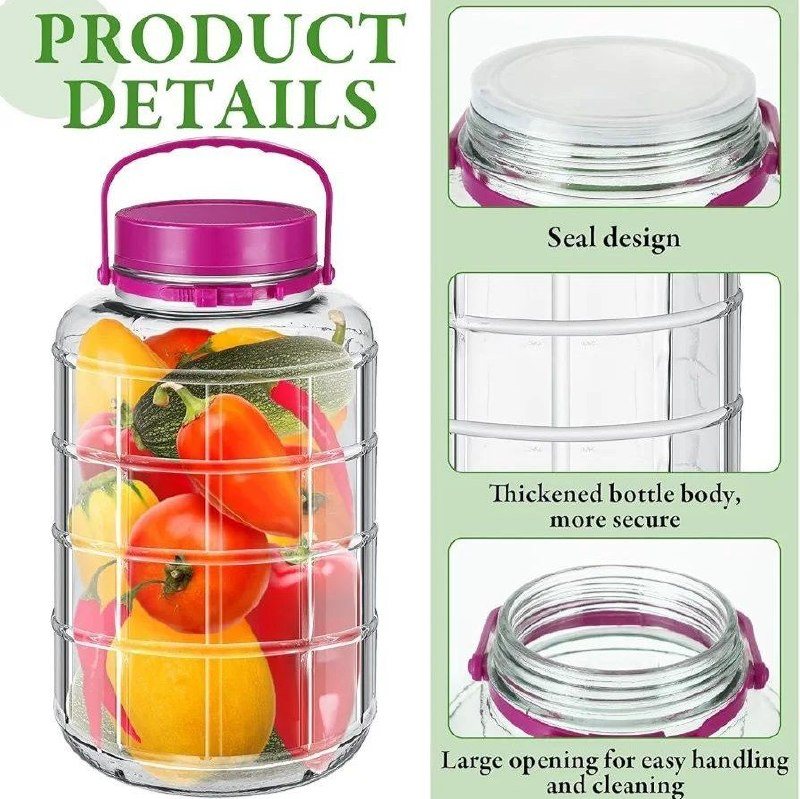 PRODUCT
DETAILS
Seal design
Thickened bottle body,
more secure
Large opening for easy handling
and cleaning